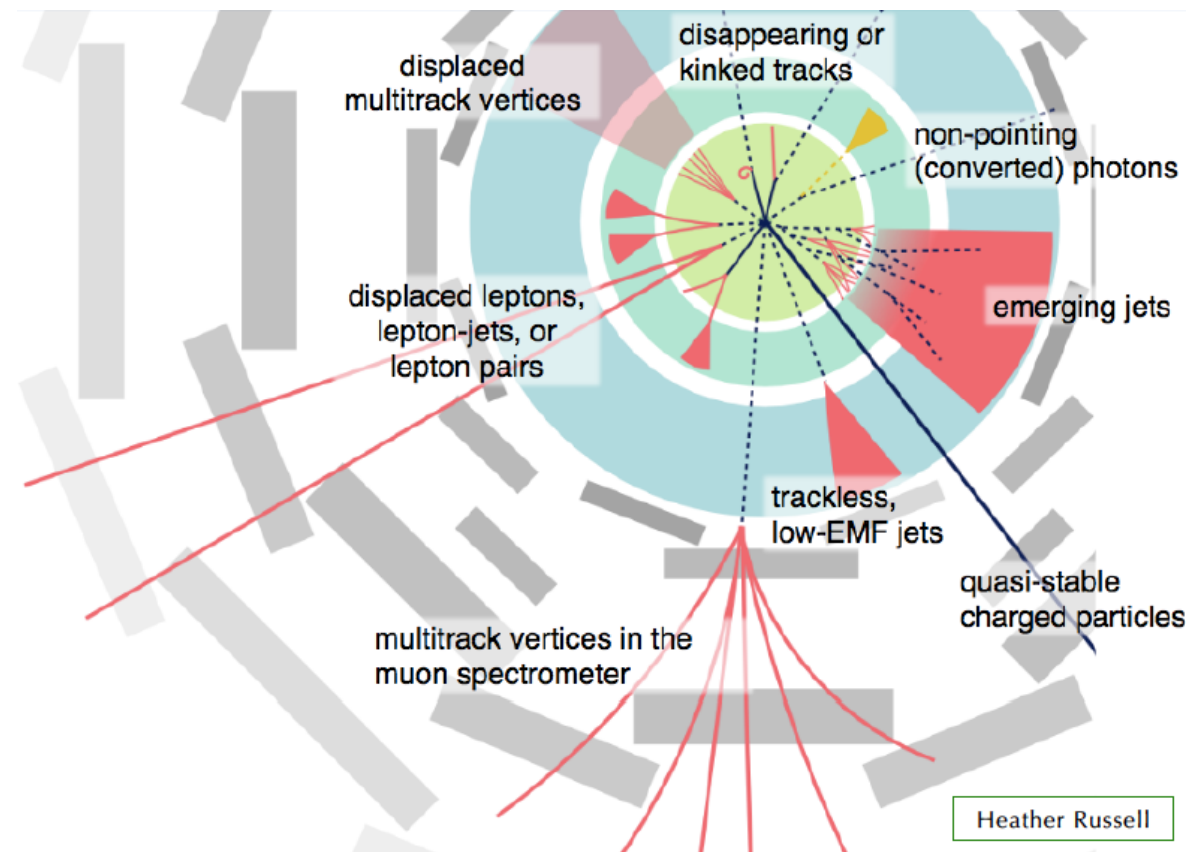 disappearing or
kinked tracks
displaced
multitrack vertices
non-pointing
(converted) photons
displaced leptons,
lepton-jets, or
lepton pairs
emerging jets
trackless,
low-EMF jets
quasi-stable
charged particles
multitrack vertices in the
muon spectrometer
Heather Russell